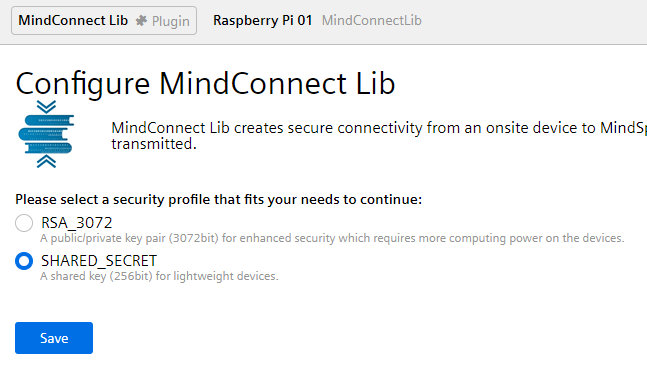 MindConnect Lib Plugin Raspberry Pi 01 MindConnectLib
Configure MindConnect Lib
MindConnect Lib creates secure connectivity from an onsite device to MindSp
transmitted.
Please select a security profile that fits your needs to continue:
RSA_3072
A public/private key pair (3072bit) for enhanced security which requires more computing power on the devices.
SHARED_SECRET
A shared key (256bit) for lightweight devices.
Save